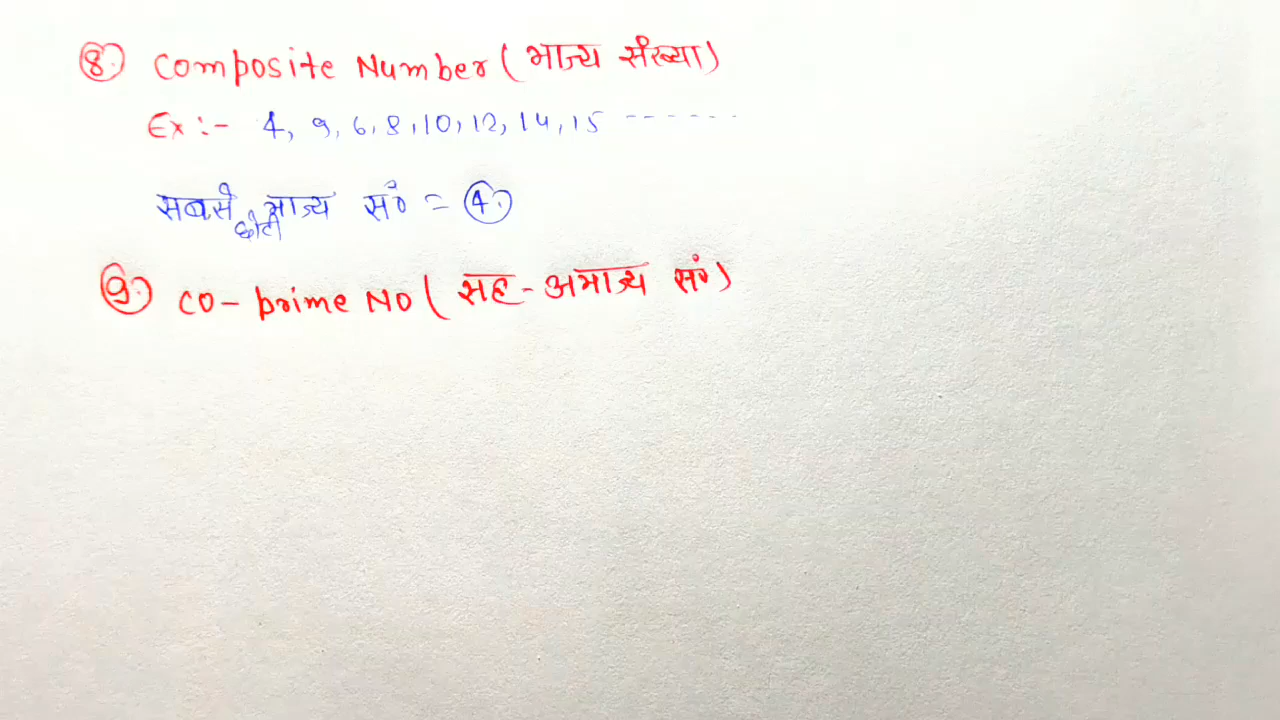 8. Composite Number (भाज्य संख्या)
Ex :- 4, 9, 6, 8, 10, 12, 14, 15 -------
सबसे छोटी भाज्य सं० = 4.
9. CO-prime NO (सह-अभाज्य सं०)